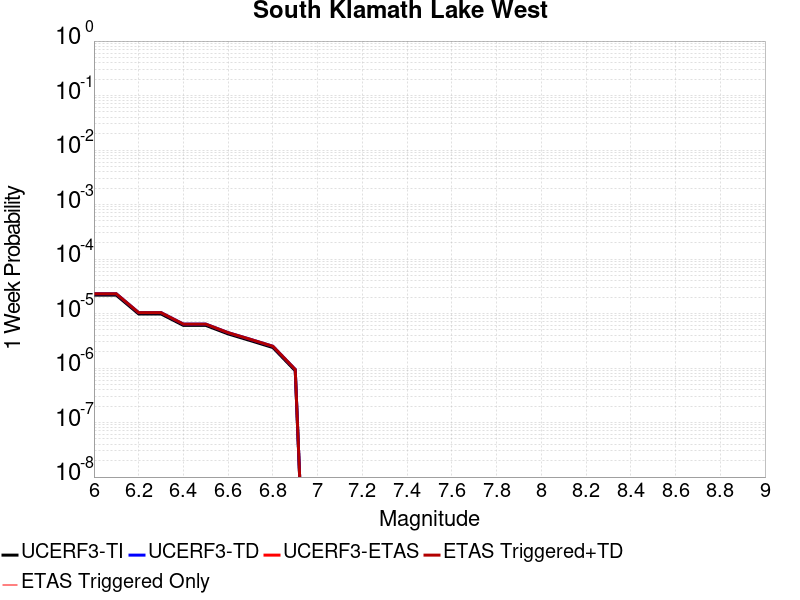 South Klamath Lake West
10^0
10^-1
10^-2
10^-3
10^-4
10^-5
10^-6
10^-7
10^-8
1 Week Probability
6 6.2 6.4 6.6 6.8 7 7.2 7.4 7.6 7.8 8 8.2 8.4 8.6 8.8 9
Magnitude
UCERF3-TI UCERF3-TD UCERF3-ETAS ETAS Triggered+TD
ETAS Triggered Only